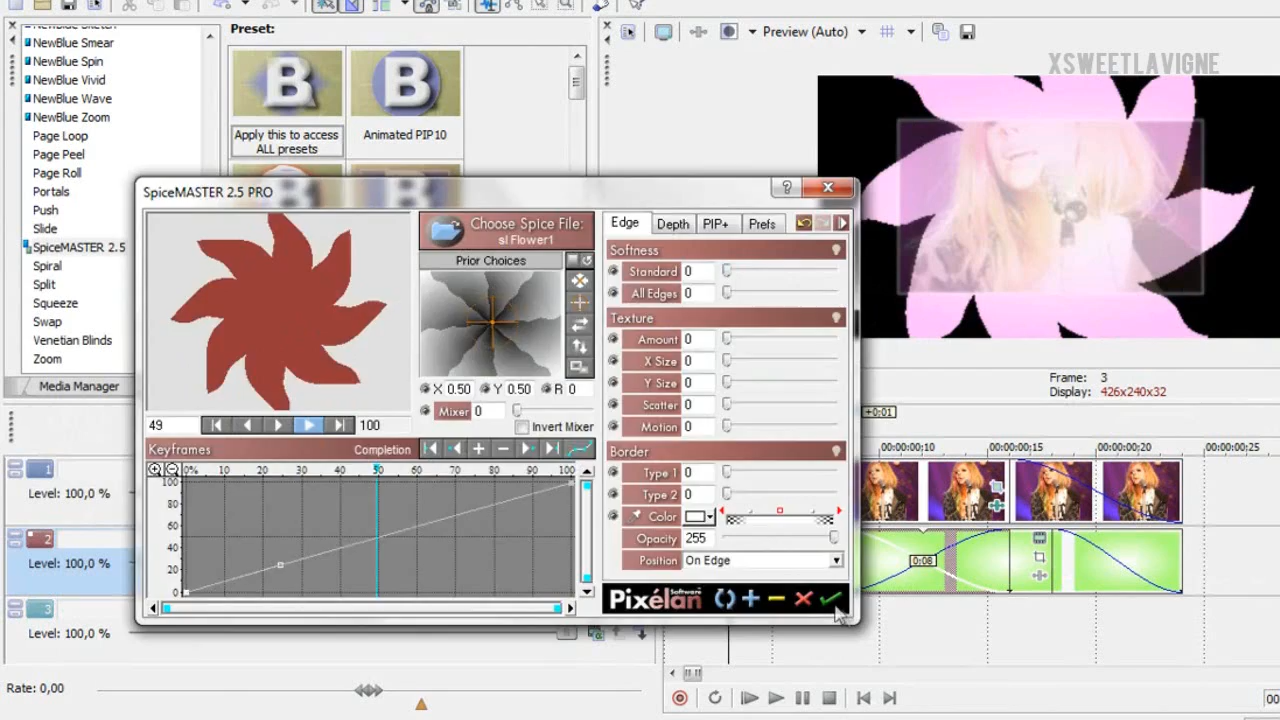 NewBlue Smear
NewBlue Spin
NewBlue Vivid
NewBlue Wave
NewBlue Zoom
Page Loop
Page Peel
Page Roll
Portals
Push
Slide
SpiceMASTER 2.5
Spiral
Split
Squeeze
Swap
Venetian Blinds
Zoom
Media Manager
Preset:
Apply this to access
ALL presets
Animated PIP10
Preview (Auto)
XSWEETLAVIGNE
SpiceMASTER 2.5 PRO
Choose Spice File:
sl Flower1
Prior Choices
X 0.50 Y 0.50 R 0
Mixer 0
Invert Mixer
49
100
Keyframes
Completion
0% 10 20 30 40 50 60 70 80 90 100
100
80
60
40
20
0
Edge
Depth
PIP+
Prefs
Softness
Standard 0
All Edges 0
Texture
Amount 0
X Size 0
Y Size 0
Scatter 0
Motion 0
Border
Type 1 0
Type 2 0
Color
Opacity 255
Position On Edge
Pixélan Software
Frame: 3
Display: 426x240x32
+0:01
00:00:00:10
00:00:00:15
00:00:00:20
00:00:00:25
0:08
1
Level: 100,0 %
2
Level: 100,0 %
3
Level: 100,0 %
Rate: 0,00
00